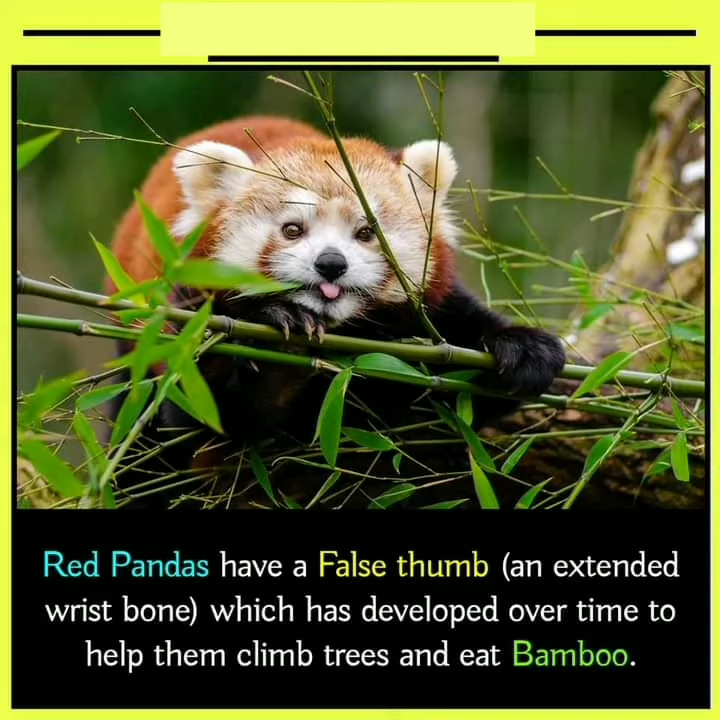 Red Pandas have a False thumb (an extended
wrist bone) which has developed over time to
help them climb trees and eat Bamboo.